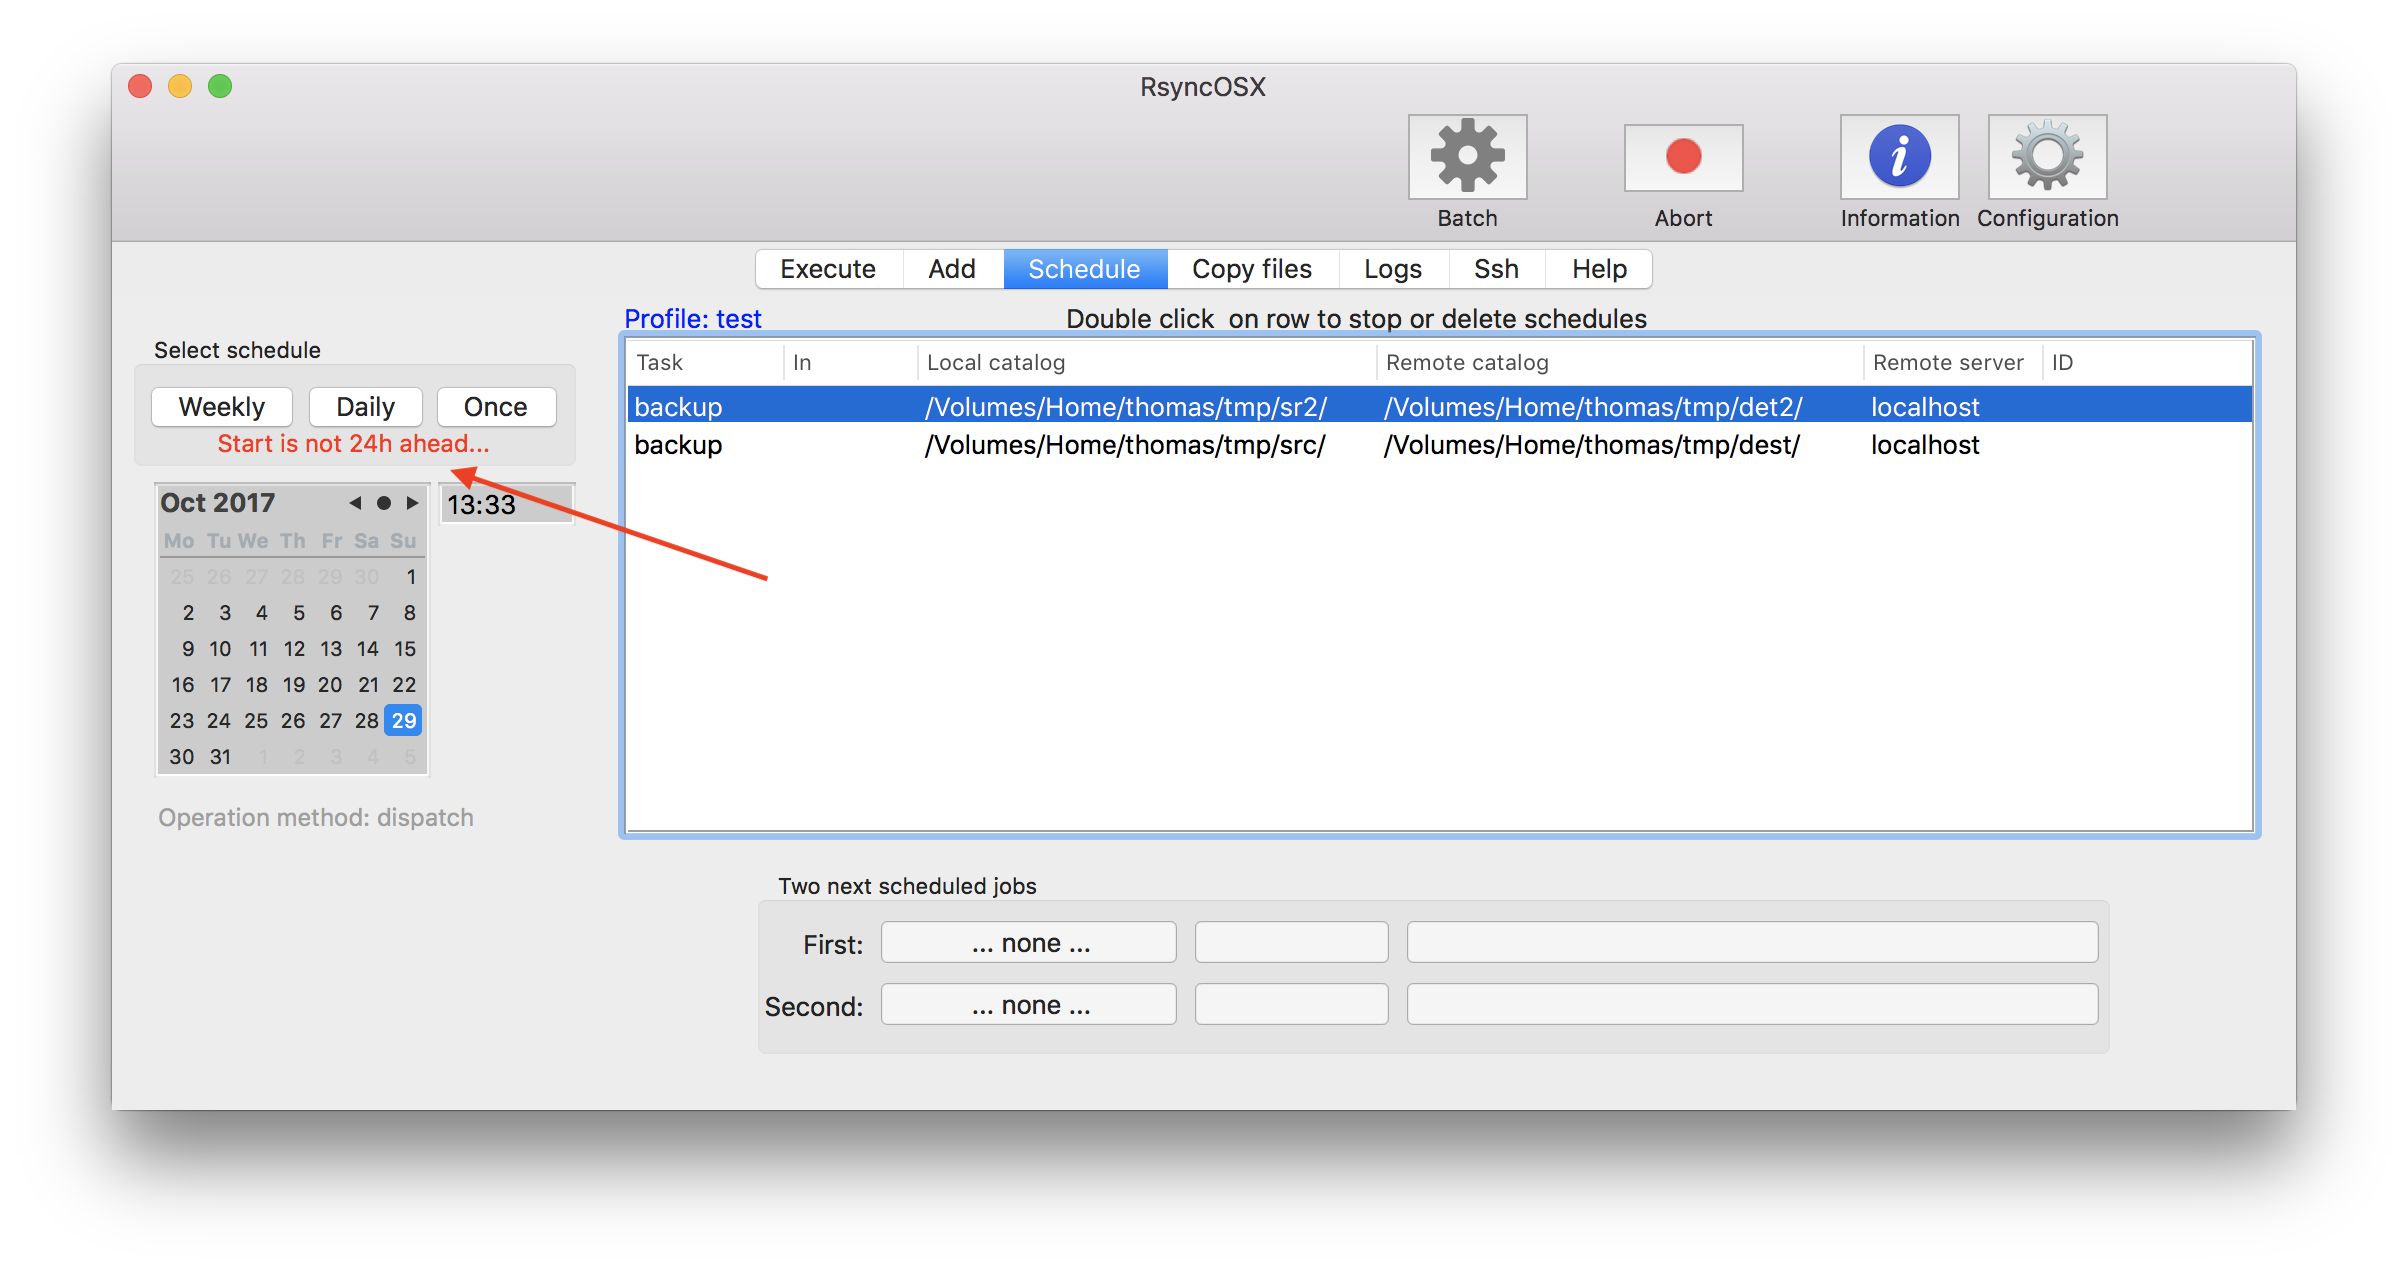 RsyncOSX
Batch
Abort
Information
Configuration
Execute Add Schedule Copy files Logs Ssh Help
Profile: test
Double click on row to stop or delete schedules
Select schedule
Weekly Daily Once
Start is not 24h ahead...
Oct 2017
13:33
Mo Tu We Th Fr Sa Su
25 26 27 28 29 30 1
2 3 4 5 6 7 8
9 10 11 12 13 14 15
16 17 18 19 20 21 22
23 24 25 26 27 28 29
30 31 1 2 3 4 5
Operation method: dispatch
Task In Local catalog Remote catalog Remote server ID
backup /Volumes/Home/thomas/tmp/sr2/ /Volumes/Home/thomas/tmp/det2/ localhost
backup /Volumes/Home/thomas/tmp/src/ /Volumes/Home/thomas/tmp/dest/ localhost
Two next scheduled jobs
First: ... none ...
Second: ... none ...